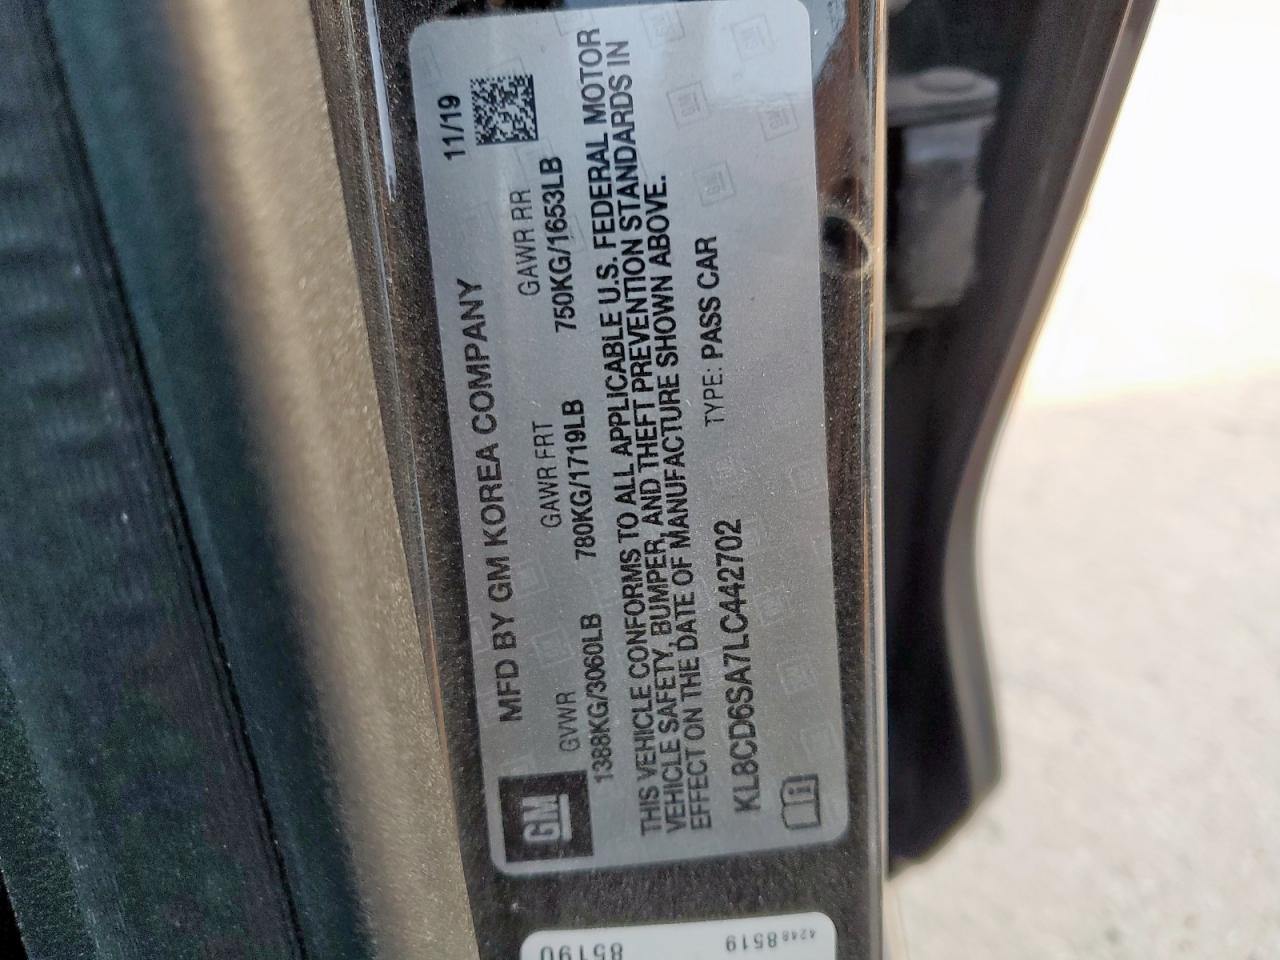 MFD BY GM KOREA COMPANY
11/19
GM
GVWR
GAWR FRT
GAWR RR
1388KG/3060LB
780KG/1719LB
750KG/1653LB
THIS VEHICLE CONFORMS TO ALL APPLICABLE U.S. FEDERAL MOTOR
VEHICLE SAFETY, BUMPER, AND THEFT PREVENTION STANDARDS IN
EFFECT ON THE DATE OF MANUFACTURE SHOWN ABOVE.
KL8CD6SA7LC442702
TYPE: PASS CAR
42488519